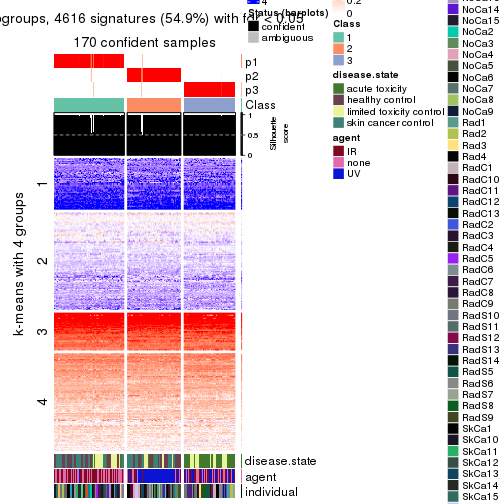 groups, 4616 signatures (54.9%) with fdr < 0.05
170 confident samples
p1
p2
p3
Class
1
0.5
0
Silhouette
score
k-means with 4 groups
1
2
3
4
disease.state
agent
individual
4
Status (barplots)
confident
ambiguous
0.2
0
Class
1
2
3
disease.state
acute toxicity
healthy control
limited toxicity control
skin cancer control
agent
IR
none
UV
NoCa14
NoCa15
NoCa2
NoCa3
NoCa4
NoCa5
NoCa6
NoCa7
NoCa8
NoCa9
Rad1
Rad2
Rad3
Rad4
RadC1
RadC10
RadC11
RadC12
RadC13
RadC2
RadC3
RadC4
RadC5
RadC6
RadC7
RadC8
RadC9
RadS10
RadS11
RadS12
RadS13
RadS14
RadS5
RadS6
RadS7
RadS8
RadS9
SkCa1
SkCa10
SkCa11
SkCa12
SkCa13
SkCa14
SkCa15